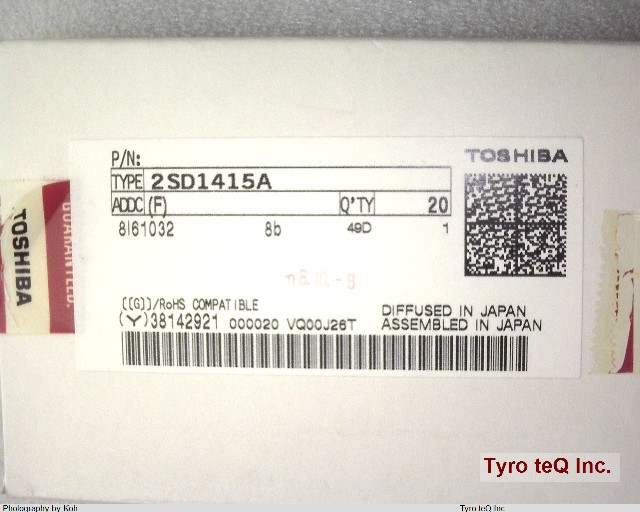 P/N:
TOSHIBA
TYPE 2SD1415A
ADDC (F) Q'TY 20
8I61032 8b 49D 1
TOSHIBA
GUARANTEED.
[[G]]/RoHS COMPATIBLE
DIFFUSED IN JAPAN
(Y)38142921 000020 VQ00J26T
ASSEMBLED IN JAPAN
Tyro teQ Inc.
Photography by Koh
Tyro teQ Inc